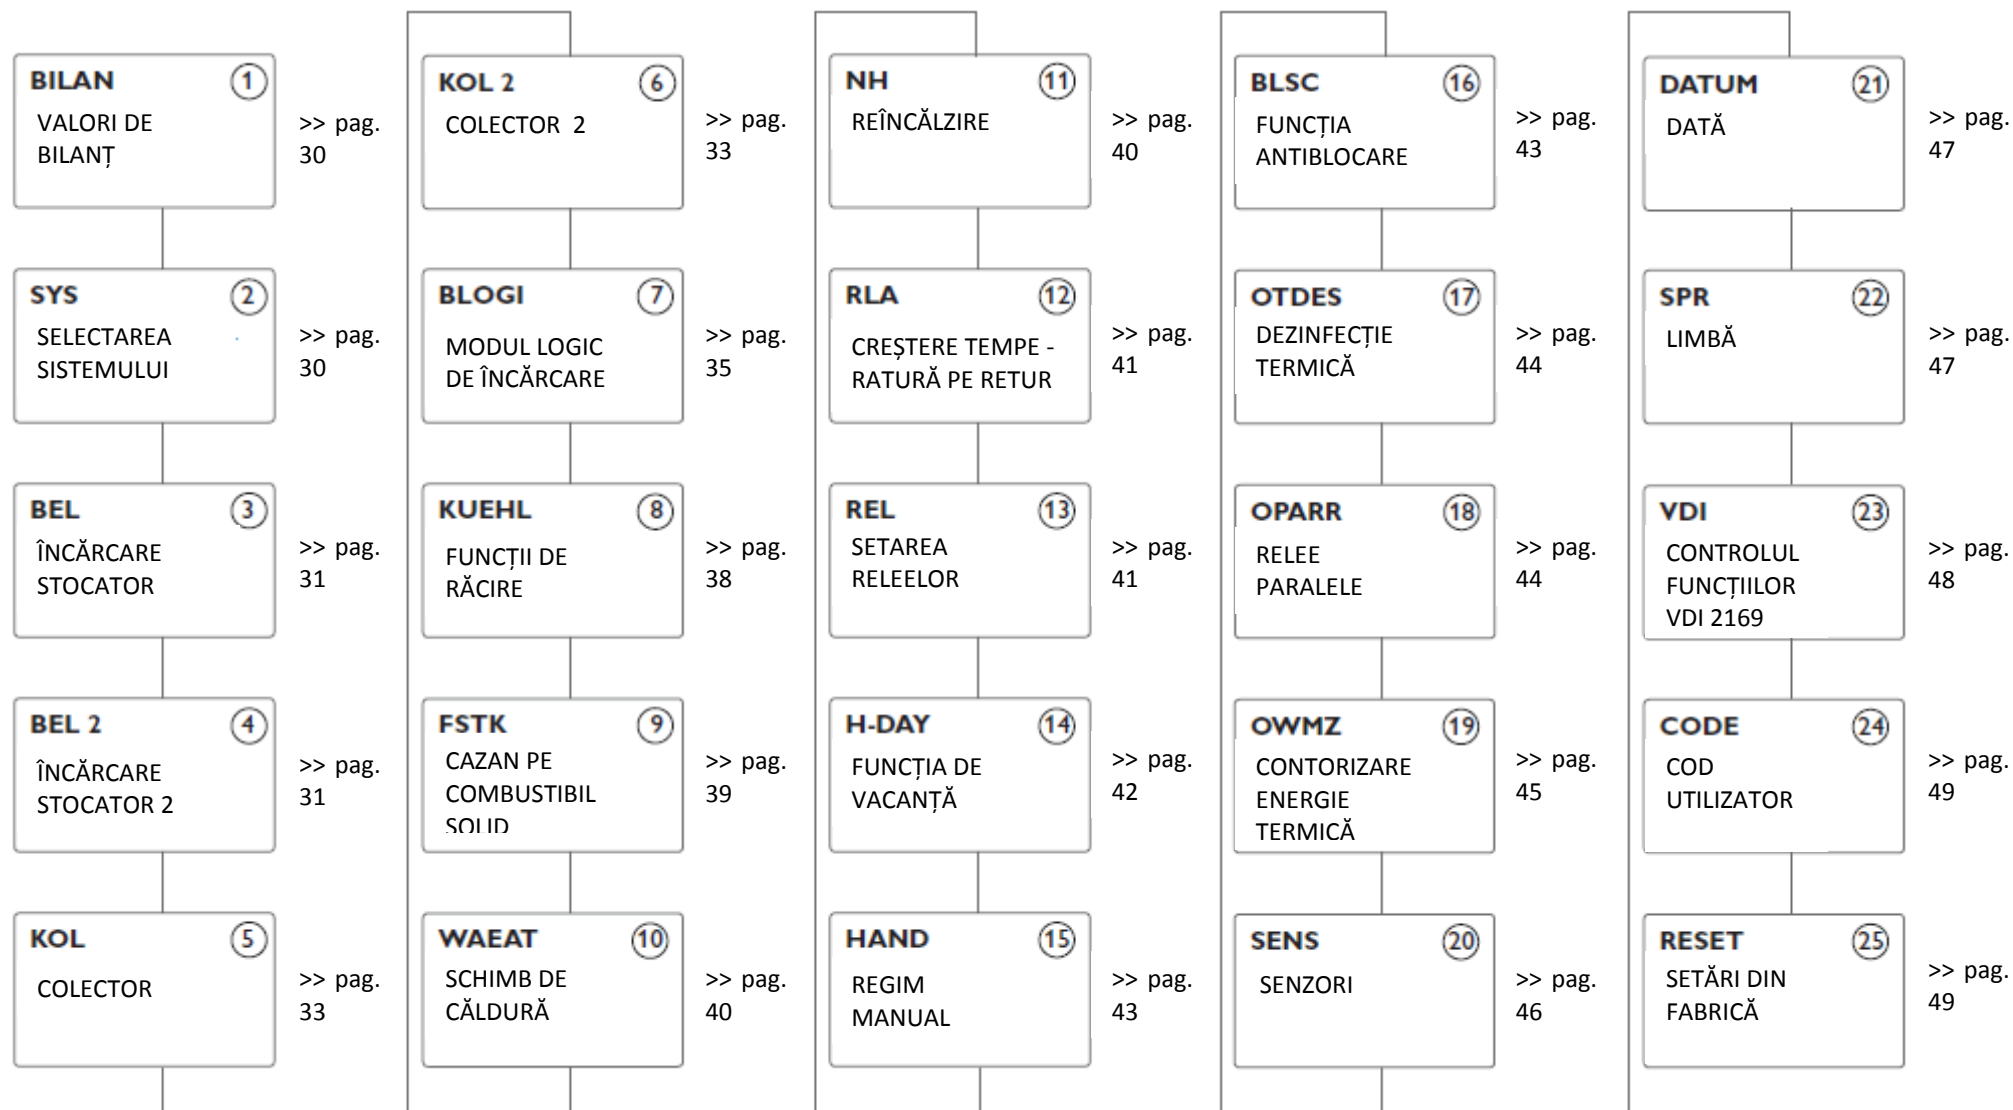 BILAN 1
VALORI DE
BILANȚ
>> pag.
30
SYS 2
SELECTAREA
SISTEMULUI
>> pag.
30
BEL 3
ÎNCĂRCARE
STOCATOR
>> pag.
31
BEL 2 4
ÎNCĂRCARE
STOCATOR 2
>> pag.
31
KOL 5
COLECTOR
>> pag.
33
KOL 2 6
COLECTOR 2
>> pag.
33
BLOGI 7
MODUL LOGIC
DE ÎNCĂRCARE
>> pag.
35
KUEHL 8
FUNCȚII DE
RĂCIRE
>> pag.
38
FSTK 9
CAZAN PE
COMBUSTIBIL
SOLID
>> pag.
39
WAEAT 10
SCHIMB DE
CĂLDURĂ
>> pag.
40
NH 11
REÎNCĂLZIRE
>> pag.
40
RLA 12
CREȘTERE TEMPE -
RATURĂ PE RETUR
>> pag.
41
REL 13
SETAREA
RELEELOR
>> pag.
41
H-DAY 14
FUNCȚIA DE
VACANȚĂ
>> pag.
42
HAND 15
REGIM
MANUAL
>> pag.
43
BLSC 16
FUNCȚIA
ANTIBLOCARE
>> pag.
43
OTDES 17
DEZINFECȚIE
TERMICĂ
>> pag.
44
OPARR 18
RELEE
PARALELE
>> pag.
44
OWMZ 19
CONTORIZARE
ENERGIE
TERMICĂ
>> pag.
45
SENS 20
SENZORI
>> pag.
46
DATUM 21
DATĂ
>> pag.
47
SPR 22
LIMBĂ
>> pag.
47
VDI 23
CONTROLUL
FUNCȚIILOR
VDI 2169
>> pag.
48
CODE 24
COD
UTILIZATOR
>> pag.
49
RESET 25
SETĂRI DIN
FABRICĂ
>> pag.
49